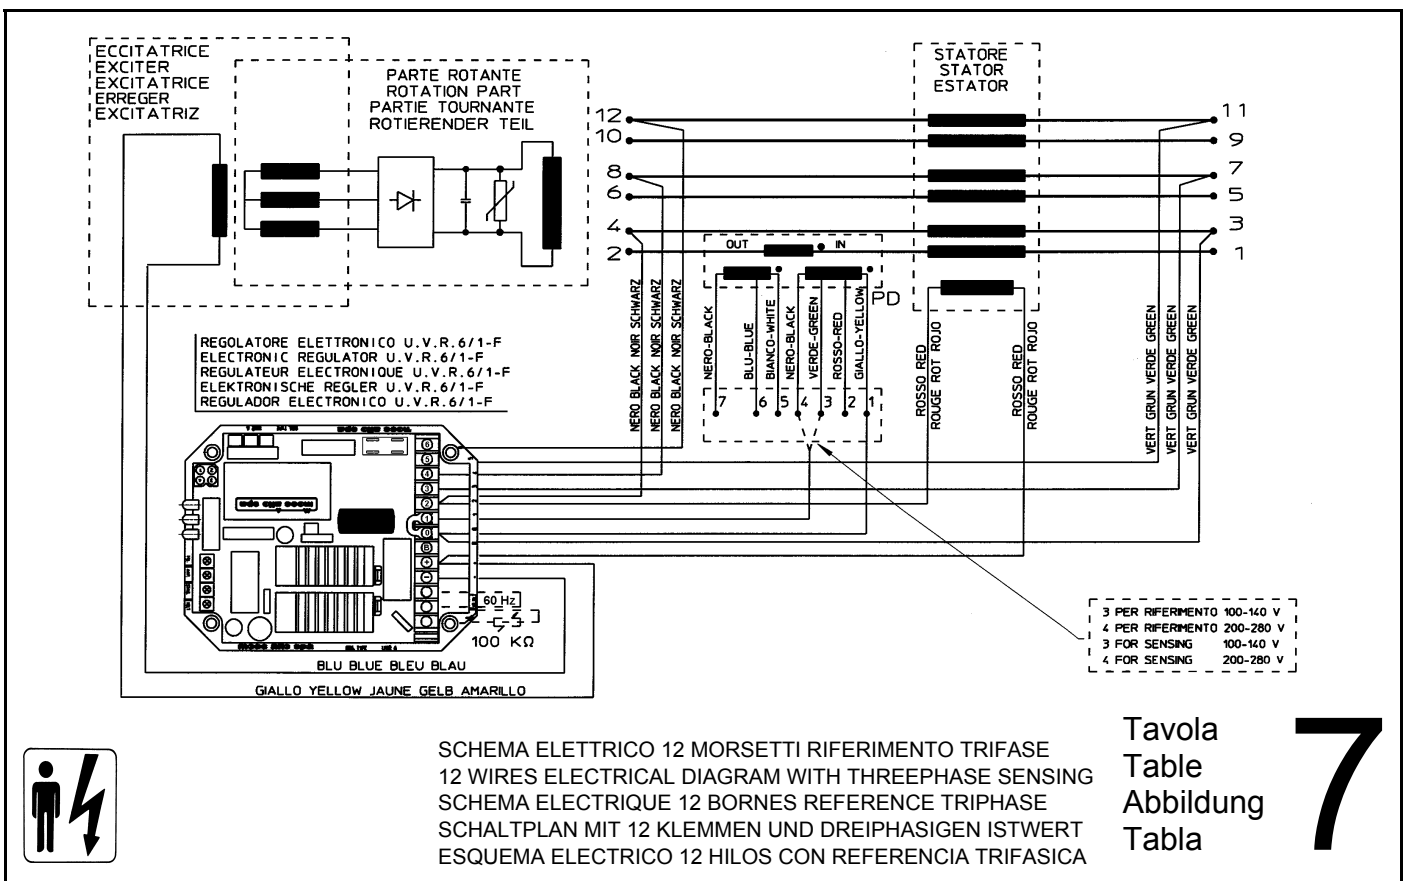 ECCITATRICE
EXCITER
EXCITATRICE
ERREGER
EXCITATRIZ
PARTE ROTANTE
ROTATION PART
PARTIE TOURNANTE
ROTIERENDER TEIL
STATORE
STATOR
ESTATOR
12
10
8
6
4
2
11
9
7
5
3
1
OUT
IN
PD
NERO BLACK NOIR SCHWARZ
NERO BLACK NOIR SCHWARZ
NERO BLACK NOIR SCHWARZ
NERO-BLACK
BLU-BLUE
BIANCO-WHITE
NERO-BLACK
VERDE-GREEN
ROSSO-RED
GIALLO-YELLOW
7
6
5
4
3
2
1
ROSSO RED
ROUGE ROT ROJO
ROSSO RED
ROUGE ROT ROJO
VERT GRUN VERDE GREEN
VERT GRUN VERDE GREEN
VERT GRUN VERDE GREEN
REGOLATORE ELETTRONICO U.V.R.6/1-F
ELECTRONIC REGULATOR U.V.R.6/1-F
REGULATEUR ELECTRONIQUE U.V.R.6/1-F
ELEKTRONISCHE REGLER U.V.R.6/1-F
REGULADOR ELECTRONICO U.V.R.6/1-F
6
5
4
3
2
1
0
B
+
-
60 Hz
100 KΩ
BLU BLUE BLEU BLAU
GIALLO YELLOW JAUNE GELB AMARILLO
3 PER RIFERIMENTO 100-140 V
4 PER RIFERIMENTO 200-280 V
3 FOR SENSING 100-140 V
4 FOR SENSING 200-280 V
SCHEMA ELETTRICO 12 MORSETTI RIFERIMENTO TRIFASE
12 WIRES ELECTRICAL DIAGRAM WITH THREEPHASE SENSING
SCHEMA ELECTRIQUE 12 BORNES REFERENCE TRIPHASE
SCHALTPLAN MIT 12 KLEMMEN UND DREIPHASIGEN ISTWERT
ESQUEMA ELECTRICO 12 HILOS CON REFERENCIA TRIFASICA
Tavola
Table
Abbildung
Tabla
7